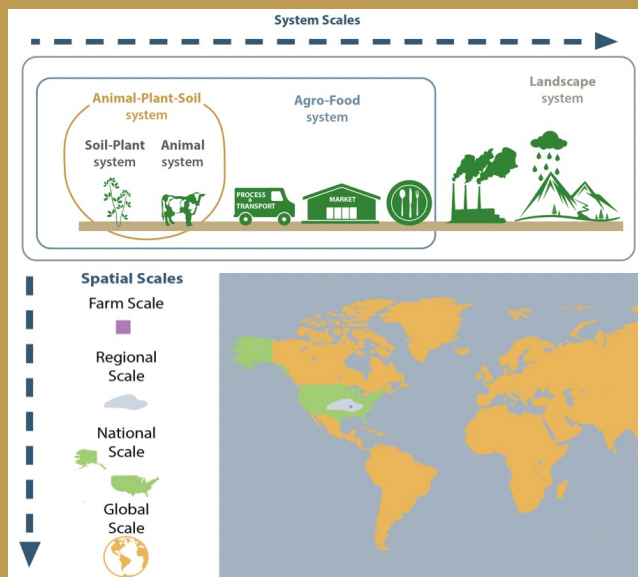 System Scales
Landscape
system
Animal-Plant-Soil
system
Agro-Food
system
Soil-Plant
system
Animal
system
PROCESS
&
TRANSPORT
MARKET
Spatial Scales
Farm Scale
Regional
Scale
National
Scale
Global
Scale